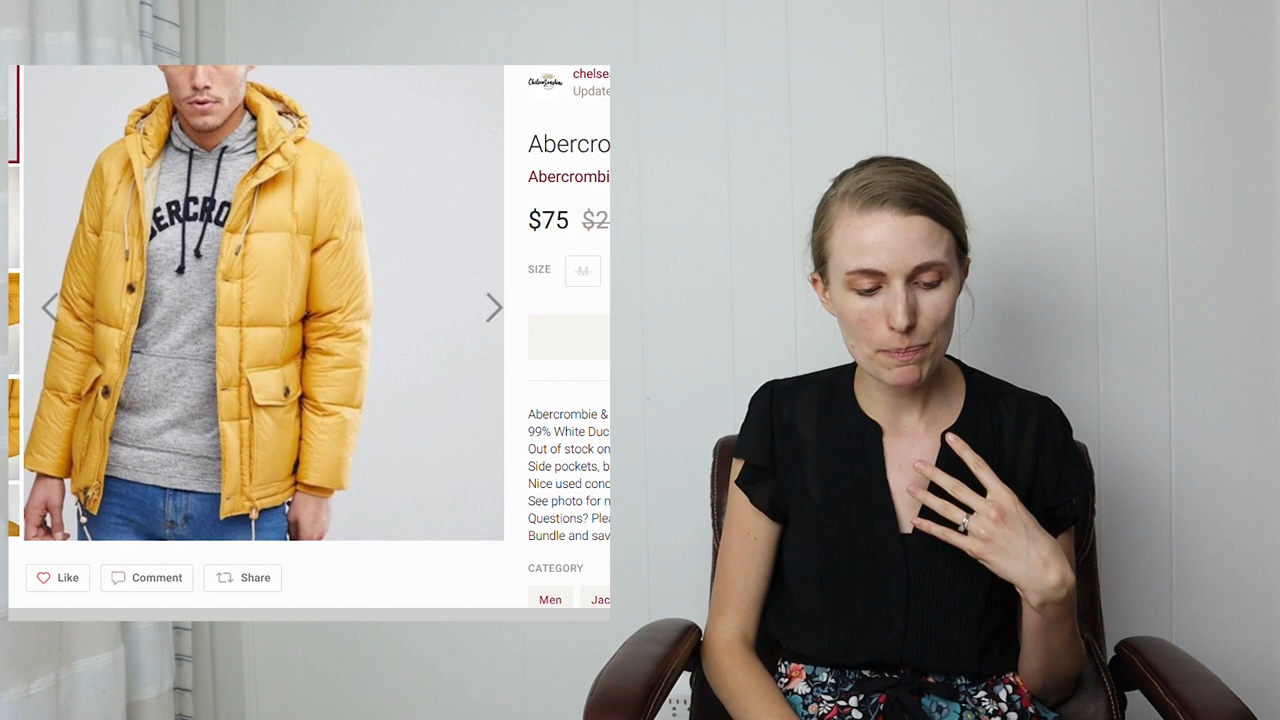 ERCRO
chelse
Update
Abercro
Abercrombi
$75 $2
SIZE M
Abercrombie &
99% White Duc
Out of stock on
Side pockets, b
Nice used cond
See photo for m
Questions? Plea
Bundle and sav
CATEGORY
Men Jac
Like Comment Share